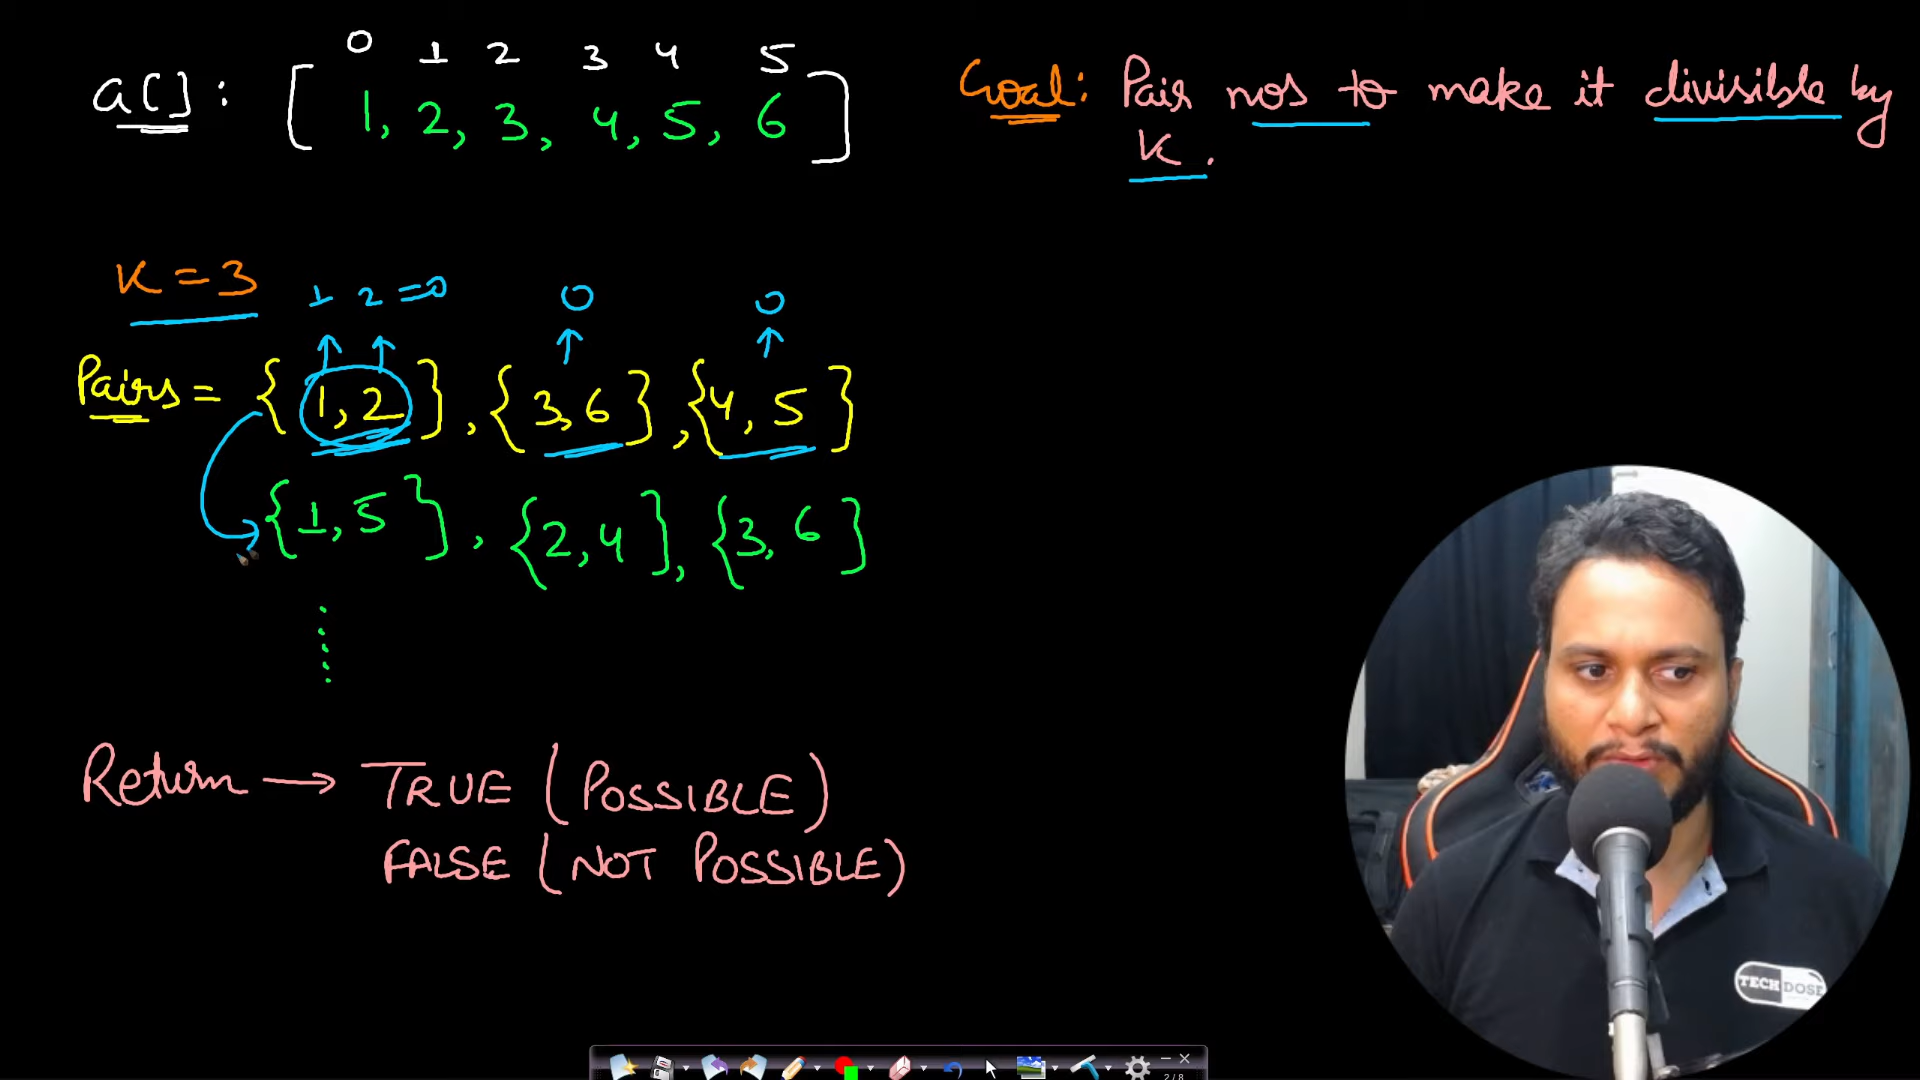 0 1 2 3 4 5
a[] : [ 1, 2, 3, 4, 5, 6 ]
Goal: Pair nos to make it divisible by
K.
K = 3
1 2 =0 0 0
Pairs = { 1, 2 }, { 3, 6 }, { 4, 5 }
{ 1, 5 }, { 2, 4 }, { 3, 6 }
Return → TRUE (POSSIBLE)
FALSE (NOT POSSIBLE)
TECH DOSE
2/8